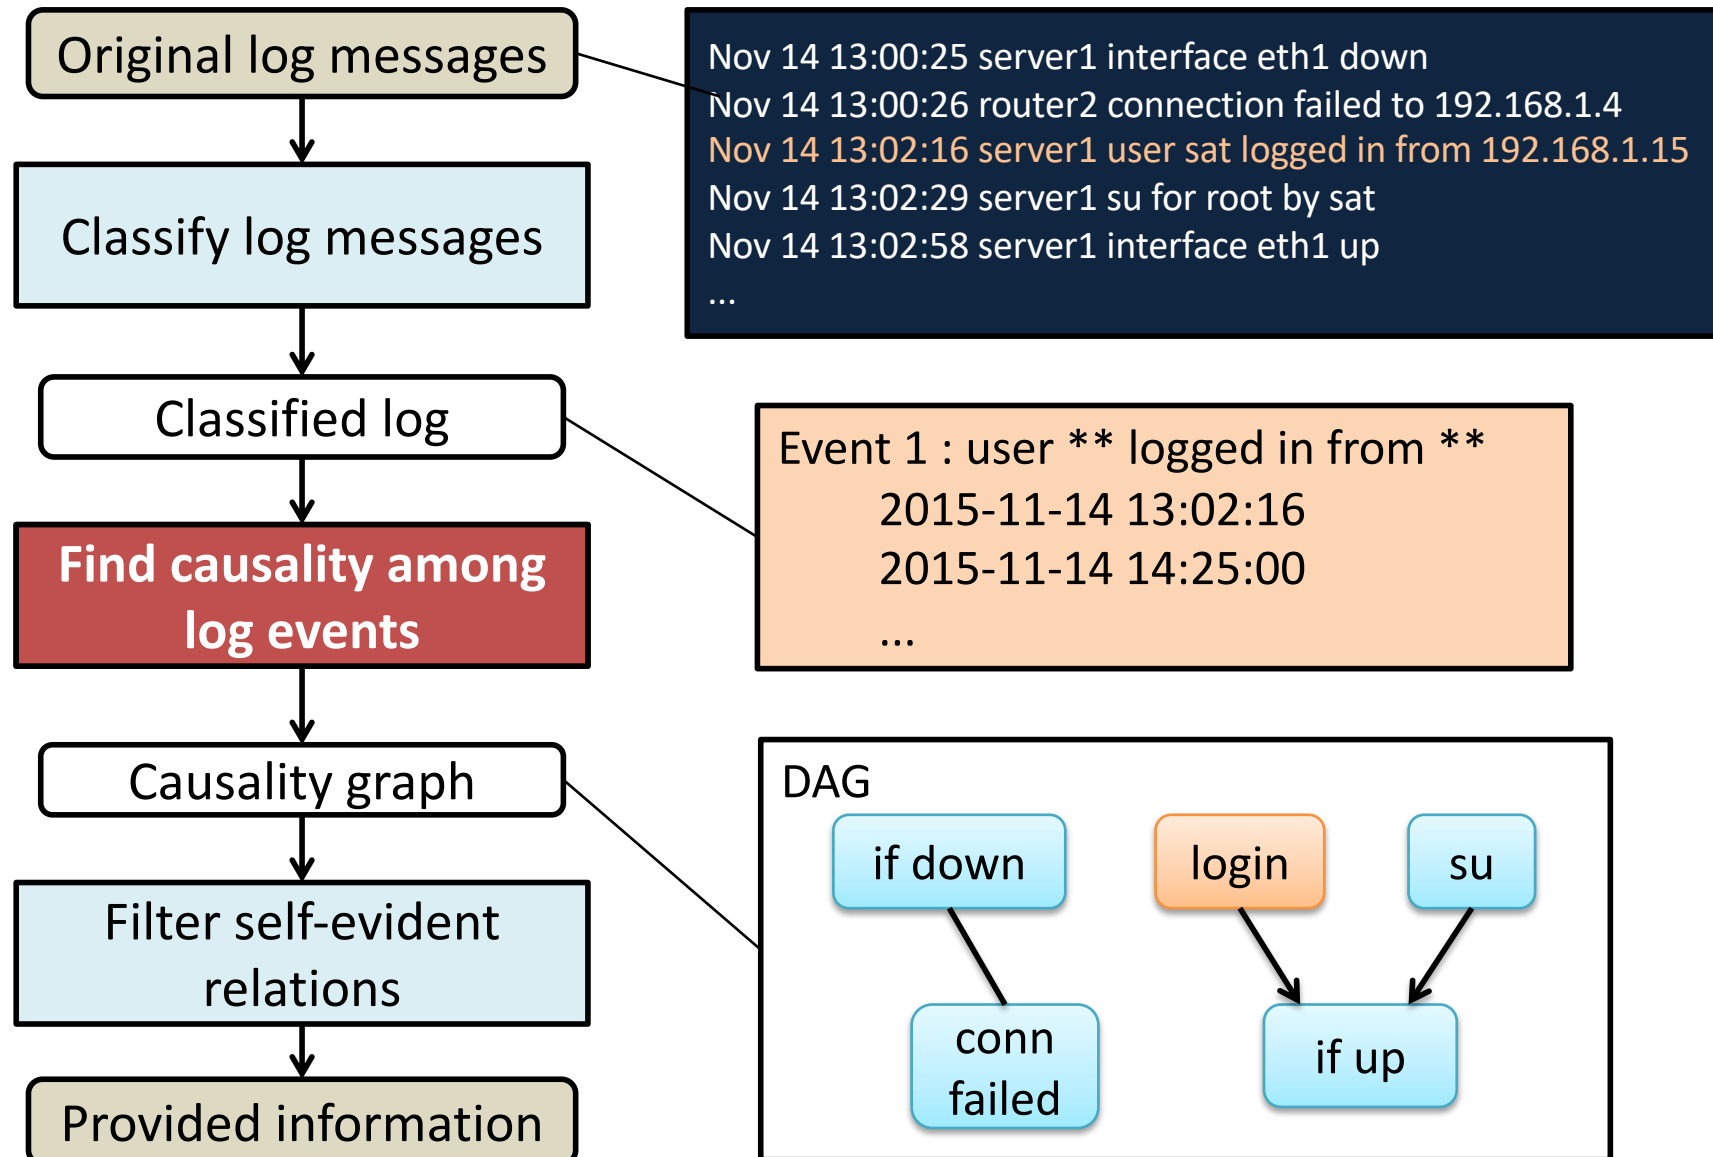 Original log messages
Nov 14 13:00:25 server1 interface eth1 down
Nov 14 13:00:26 router2 connection failed to 192.168.1.4
Nov 14 13:02:16 server1 user sat logged in from 192.168.1.15
Nov 14 13:02:29 server1 su for root by sat
Nov 14 13:02:58 server1 interface eth1 up
...
Classify log messages
Classified log
Event 1 : user ** logged in from **
2015-11-14 13:02:16
2015-11-14 14:25:00
...
Find causality among
log events
Causality graph
DAG
if down
login
su
conn
failed
if up
Filter self-evident
relations
Provided information